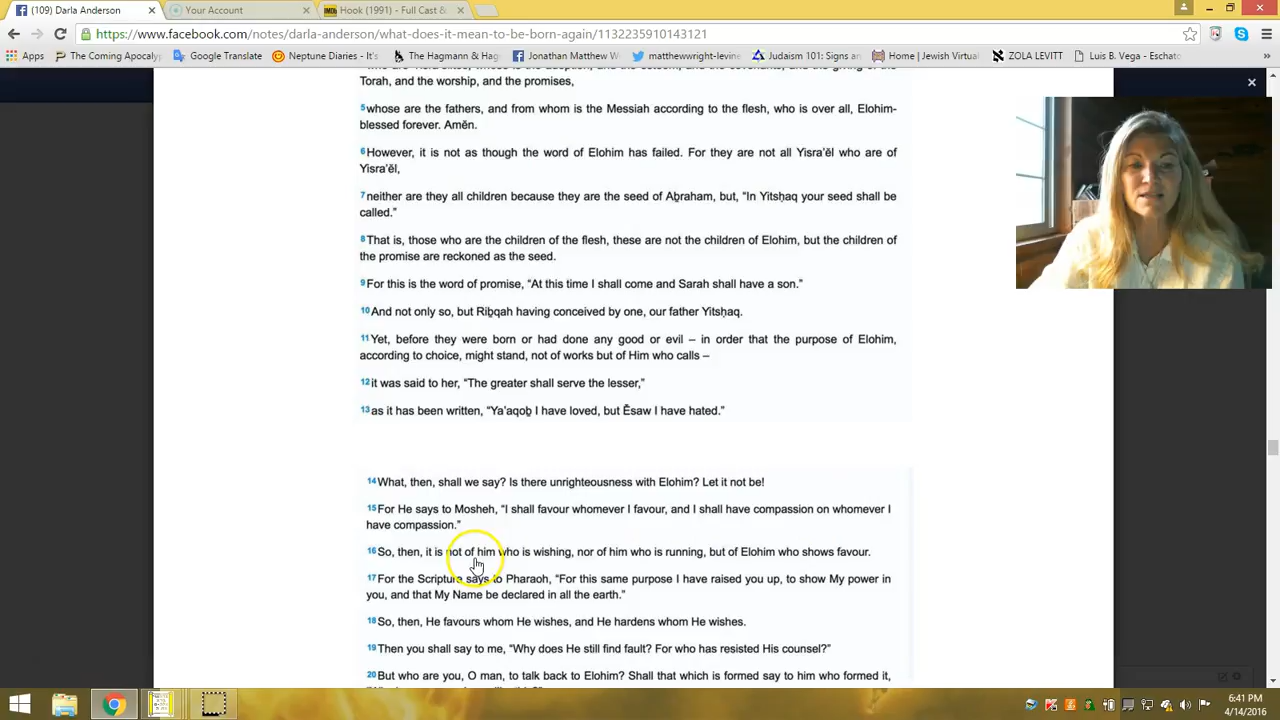 (109) Darla Anderson
Your Account
Hook (1991) - Full Cast &
https://www.facebook.com/notes/darla-anderson/what-does-it-mean-to-be-born-again/1132235910143121
Apps The Coming Apocalyp Google Translate Neptune Diaries: Histo The Hagmann & Hagm Jonathan Matthew Wr matthewwright-levine Judaism 101: Signs an Home | Jewish Virtual ZOLA LEVITT Blue Letter Bible - Eschato
Torah, and the worship, and the promises,
5whose are the fathers, and from whom is the Messiah according to the flesh, who is over all, Elohim-
blessed forever. Amĕn.
6However, it is not as though the word of Elohim has failed. For they are not all Yisra’ĕl who are of
Yisra’ĕl,
7neither are they all children because they are the seed of Aḇraham, but, “In Yitsḥaq your seed shall be
called.”
8That is, those who are the children of the flesh, these are not the children of Elohim, but the children of
the promise are reckoned as the seed.
9For this is the word of promise, “At this time I shall come and Sarah shall have a son.”
10And not only so, but Riḇqah having conceived by one, our father Yitsḥaq.
11Yet, before they were born or had done any good or evil – in order that the purpose of Elohim,
according to choice, might stand, not of works but of Him who calls –
12it was said to her, “The greater shall serve the lesser,”
13as it has been written, “Ya’aqoḇ I have loved, but Ĕsaw I have hated.”
14What, then, shall we say? Is there unrighteousness with Elohim? Let it not be!
15For He says to Mosheh, “I shall favour whomever I favour, and I shall have compassion on whomever I
have compassion.”
16So, then, it is not of him who is wishing, nor of him who is running, but of Elohim who shows favour.
17For the Scripture says to Pharaoh, “For this same purpose I have raised you up, to show My power in
you, and that My Name be declared in all the earth.”
18So, then, He favours whom He wishes, and He hardens whom He wishes.
19Then you shall say to me, “Why does He still find fault? For who has resisted His counsel?”
20But who are you, O man, to talk back to Elohim? Shall that which is formed say to him who formed it,
6:41 PM
4/14/2016